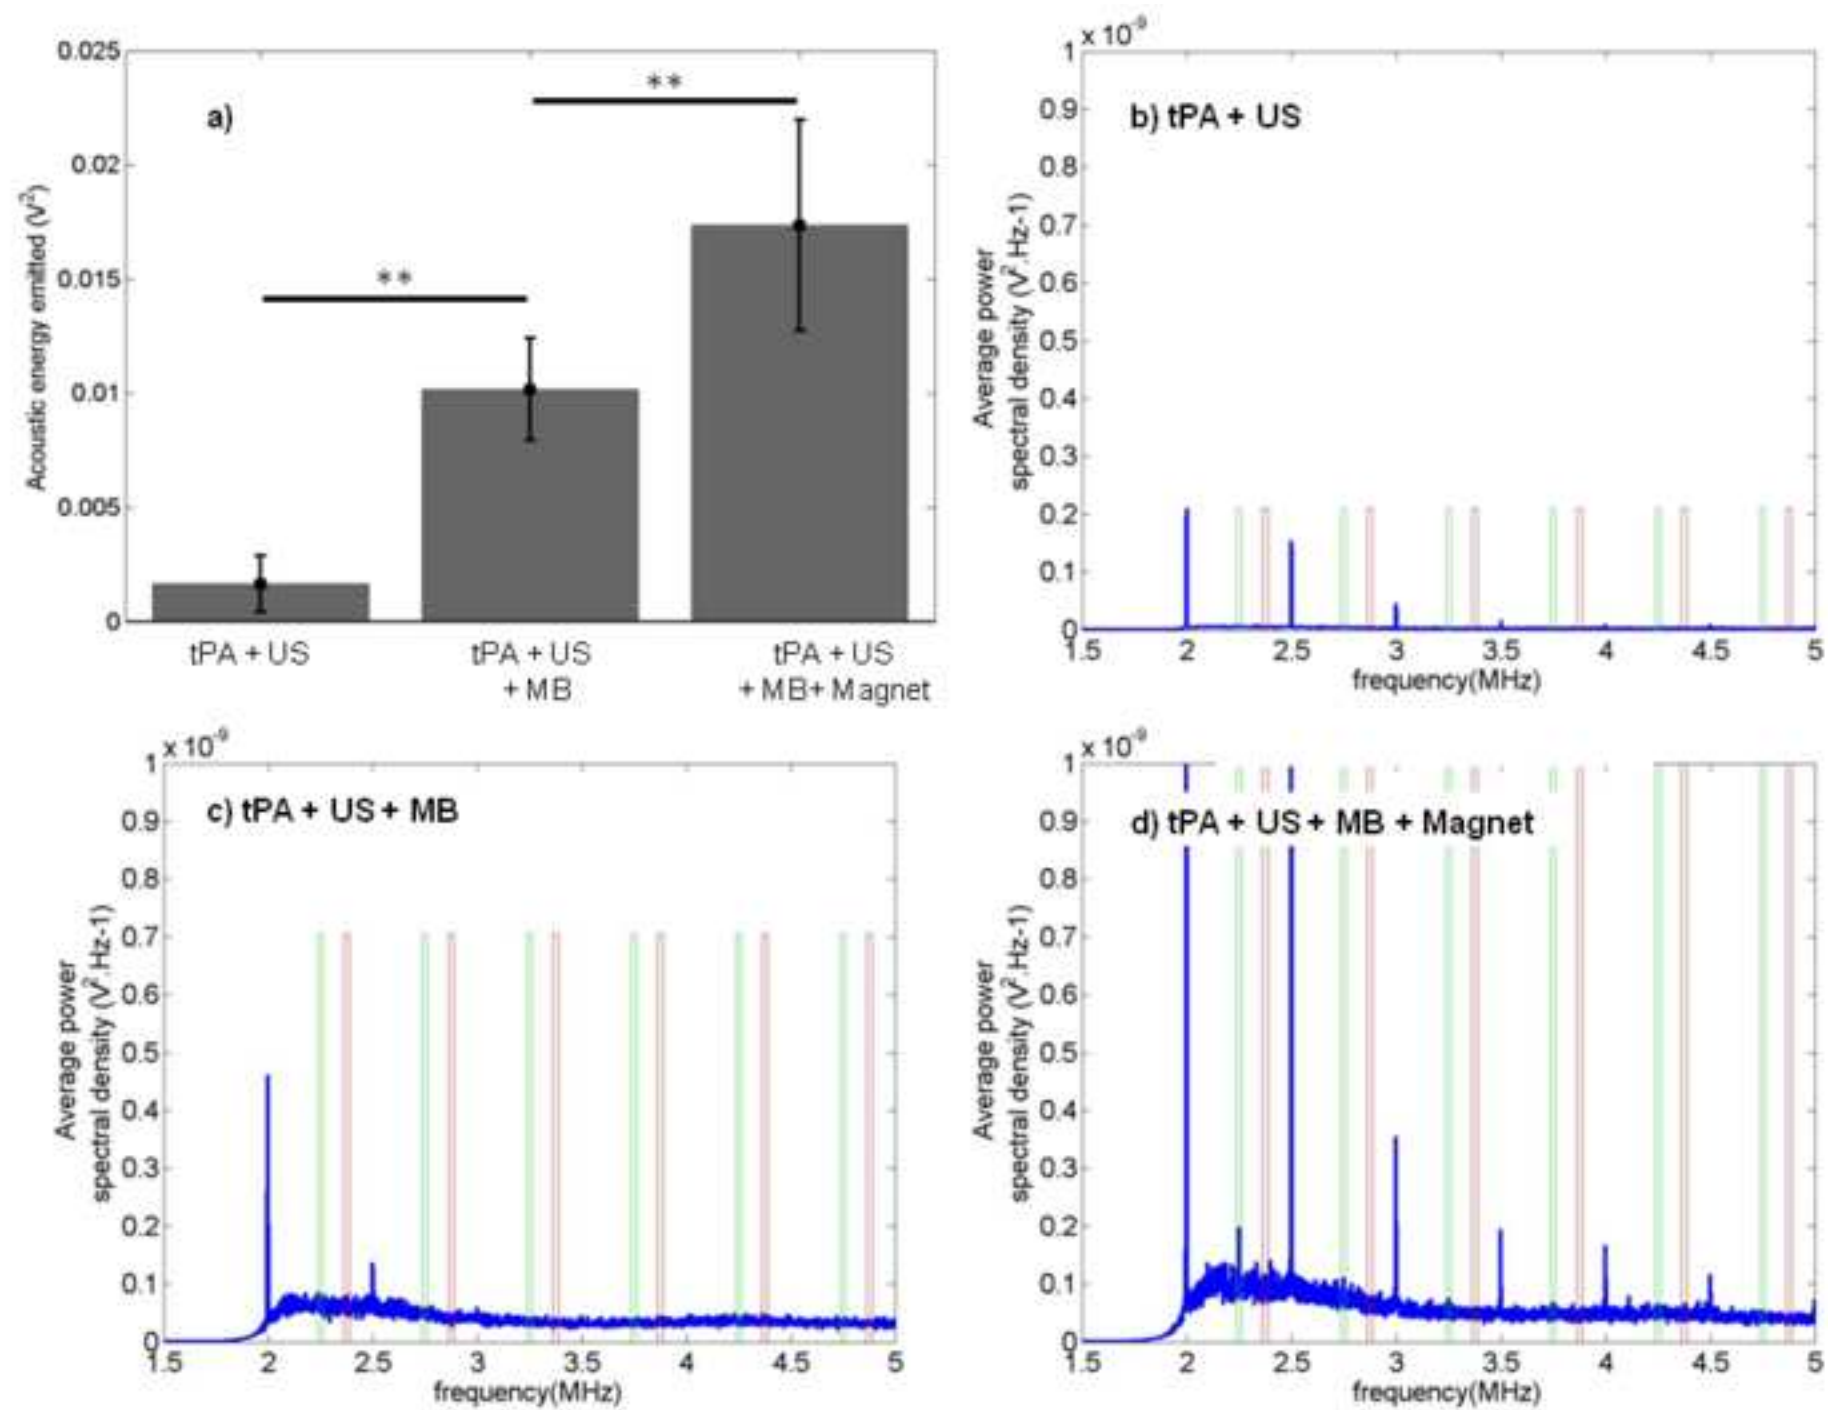 a)
**
**
Acoustic energy emitted (V²)
0.025
0.02
0.015
0.01
0.005
0
tPA + US
tPA + US
+ MB
tPA + US
+ MB+ Magnet
b) tPA + US
x 10⁻⁹
Average power
spectral density (V².Hz-1)
1
0.9
0.8
0.7
0.6
0.5
0.4
0.3
0.2
0.1
0
1.5 2 2.5 3 3.5 4 4.5 5
frequency(MHz)
c) tPA + US + MB
x 10⁻⁹
Average power
spectral density (V².Hz-1)
1
0.9
0.8
0.7
0.6
0.5
0.4
0.3
0.2
0.1
0
1.5 2 2.5 3 3.5 4 4.5 5
frequency(MHz)
d) tPA + US + MB + Magnet
x 10⁻⁹
Average power
spectral density (V².Hz-1)
1
0.9
0.8
0.7
0.6
0.5
0.4
0.3
0.2
0.1
0
1.5 2 2.5 3 3.5 4 4.5 5
frequency(MHz)